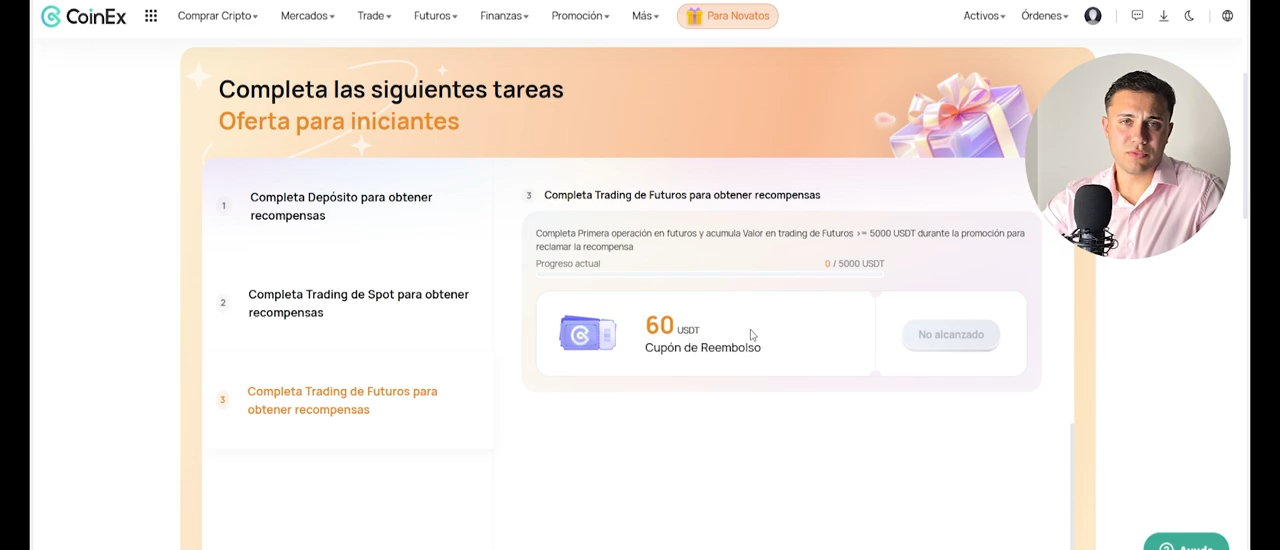 CoinEx
Comprar Cripto Mercados Trade Futuros Finanzas Promoción Más Para Novatos Activos Órdenes
Completa las siguientes tareas
Oferta para iniciantes
1 Completa Depósito para obtener
recompensas
2 Completa Trading de Spot para obtener
recompensas
3 Completa Trading de Futuros para
obtener recompensas
3 Completa Trading de Futuros para obtener recompensas
Completa Primera operación en futuros y acumula Valor en trading de Futuros >= 5000 USDT durante la promoción para
reclamar la recompensa
Progreso actual 0 / 5000 USDT
60 USDT
Cupón de Reembolso
No alcanzado
Ayuda